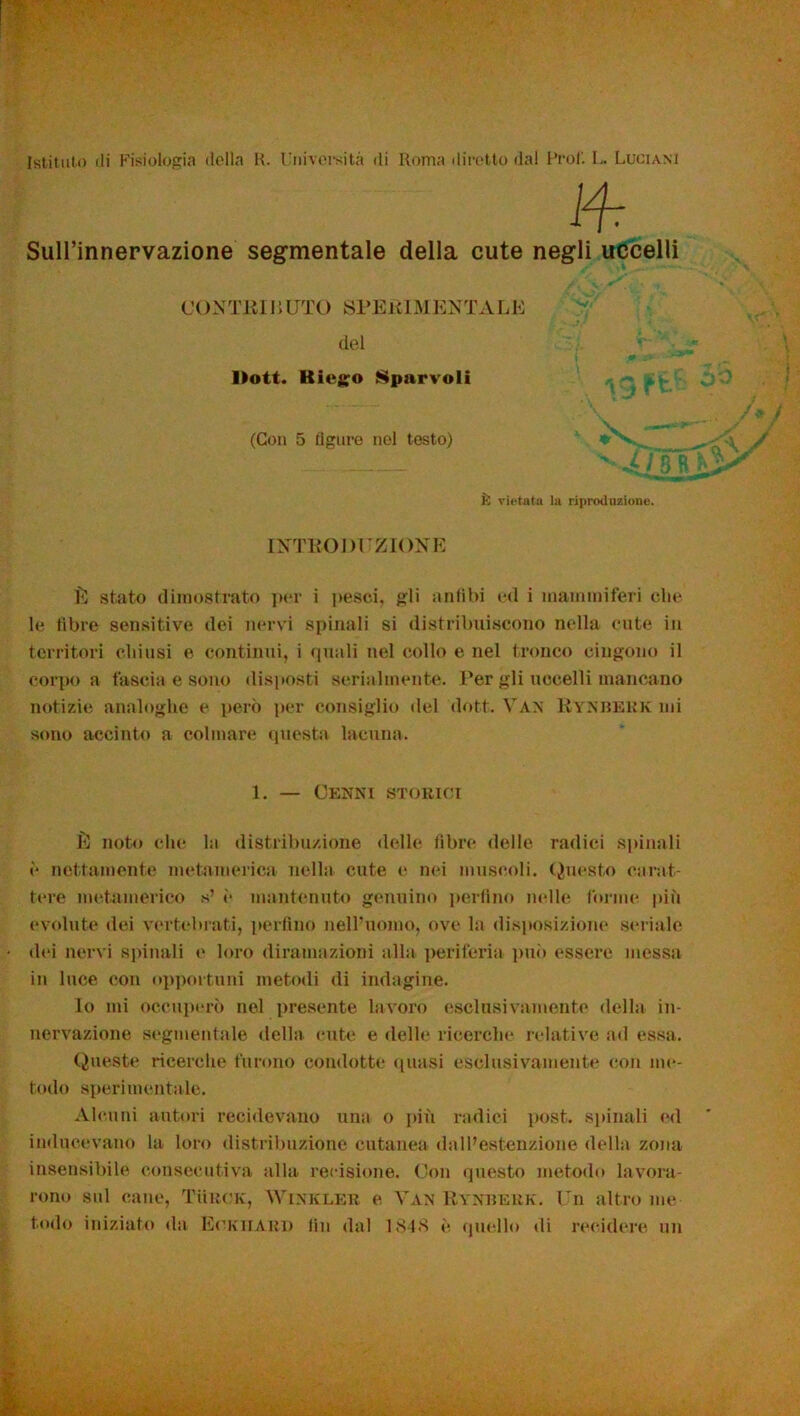 Istituto di Fisiologia della R. Università di Roma diretto dal Prof. L. LUCIANI
14.
Sull'innervazione segmentale della cute negli uccelli
CONTRIBUTO SPERIMENTALE
del
Dott. Riego Sparvoli
(Con 5 figure nel testo)
È vietata la riproduzione.
INTRODUZIONE
È stato dimostrato per i pesci, gli anfibi ed i mammiferi che
le fibre sensitive dei nervi spinali si distribuiscono nella cute in
territori chiusi e continui, i quali nel collo e nel tronco cingono il
corpo a fascia e sono disposti serialmente. Per gli uccelli mancano
notizie analoghe e però per consiglio del dott. VAN RYNBERK mi
sono accinto a colmare questa lacuna.
1. — CENNI STORICI
È noto che la distribuzione delle fibre delle radici spinali
è nettamente metamerica nella cute e nei muscoli. Questo carat-
tere metamerico s' è mantenuto genuino perfino nelle forme più
evolute dei vertebrati, perfino nell'uomo, ove la disposizione seriale
dei nervi spinali e loro diramazioni alla periferia può essere messa
in luce con opportuni metodi di indagine.
Io mi occuperò nel presente lavoro esclusivamente della in-
nervazione segmentale della cute e delle ricerche relative ad essa.
Queste ricerche furono condotte quasi esclusivamente con me-
todo sperimentale.
Alcuni autori recidevano una o più radici post. spinali ed
inducevano la loro distribuzione cutanea dall'estenzione della zona
insensibile consecutiva alla recisione. Con questo metodo lavora-
rono sul cane, TÜRCK, WINKLER e VAN RYNBERK. Un altro me
todo iniziato da ECKHARD fin dal 1848 è quello di recidere un